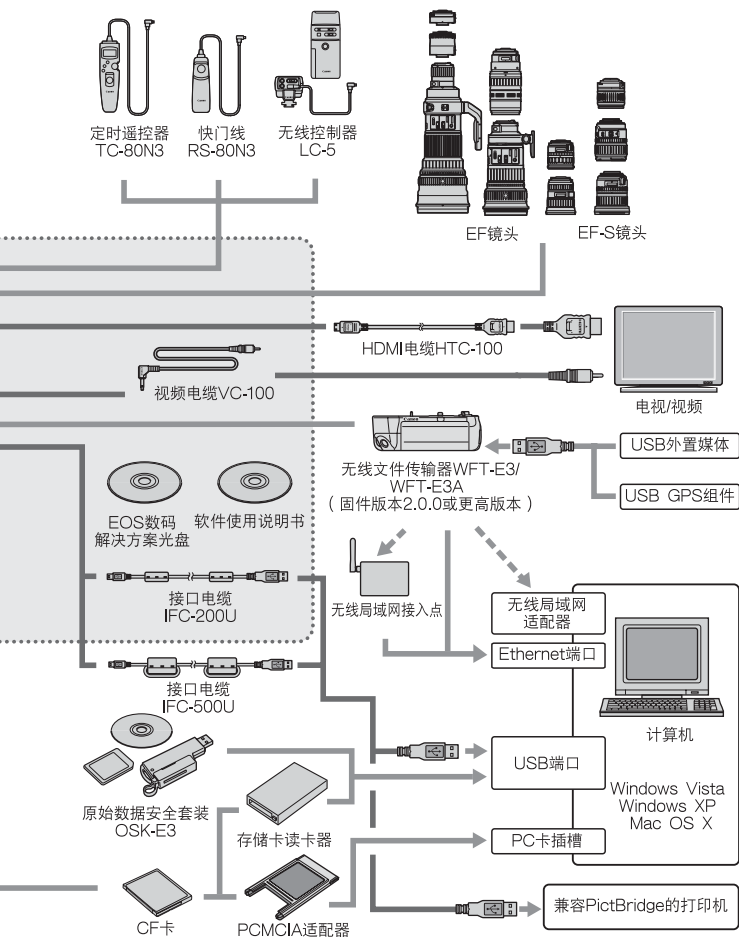 定时遥控器
TC-80N3
快门线
RS-80N3
无线控制器
LC-5
EF镜头
EF-S镜头
HDMI电缆HTC-100
视频电缆VC-100
电视/视频
无线文件传输器WFT-E3/
WFT-E3A
（固件版本2.0.0或更高版本）
USB外置媒体
USB GPS组件
EOS数码
解决方案光盘
软件使用说明书
接口电缆
IFC-200U
无线局域网接入点
无线局域网
适配器
Ethernet端口
接口电缆
IFC-500U
计算机
USB端口
Windows Vista
Windows XP
Mac OS X
原始数据安全套装
OSK-E3
存储卡读卡器
PC卡插槽
CF卡
PCMCIA适配器
兼容PictBridge的打印机